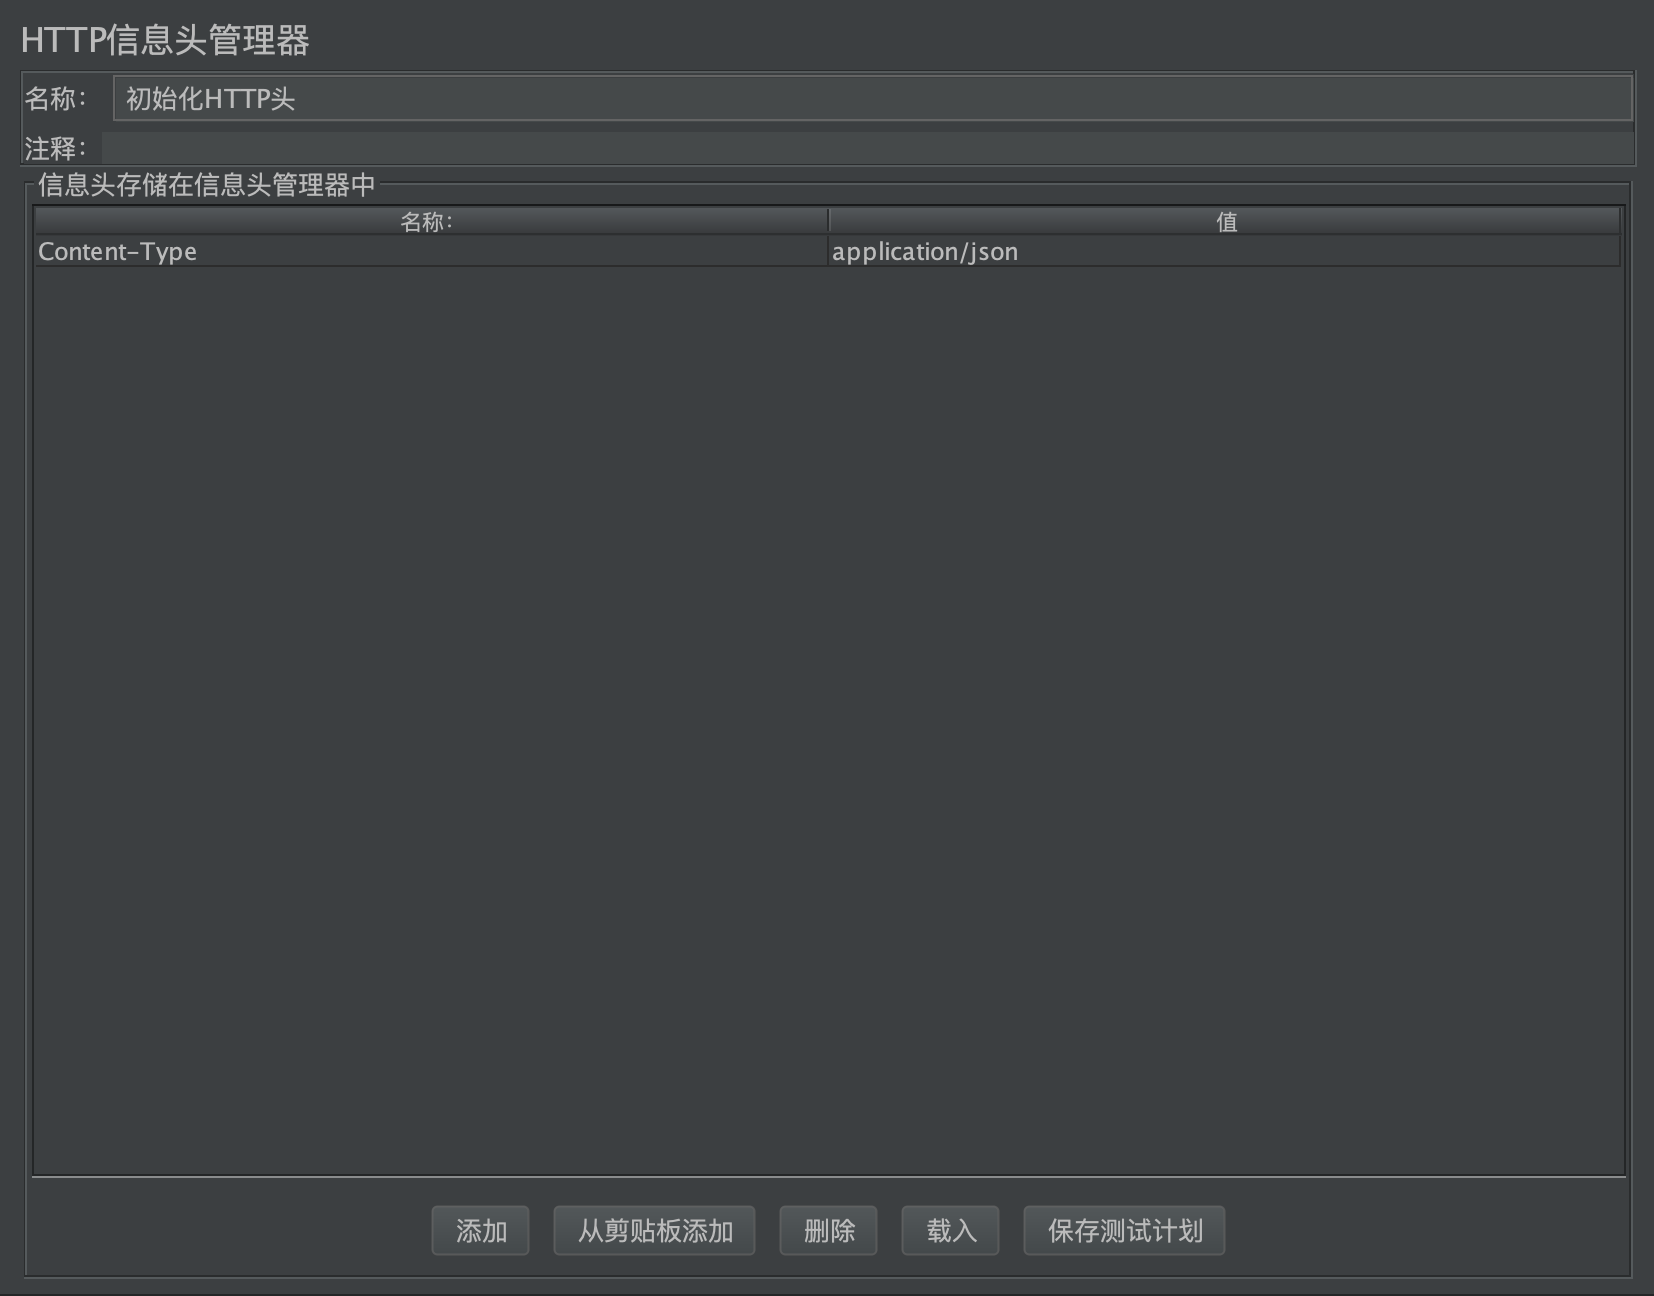 HTTP信息头管理器
名称： 初始化HTTP头
注释：
信息头存储在信息头管理器中
名称： 值
Content-Type application/json
添加 从剪贴板添加 删除 载入 保存测试计划